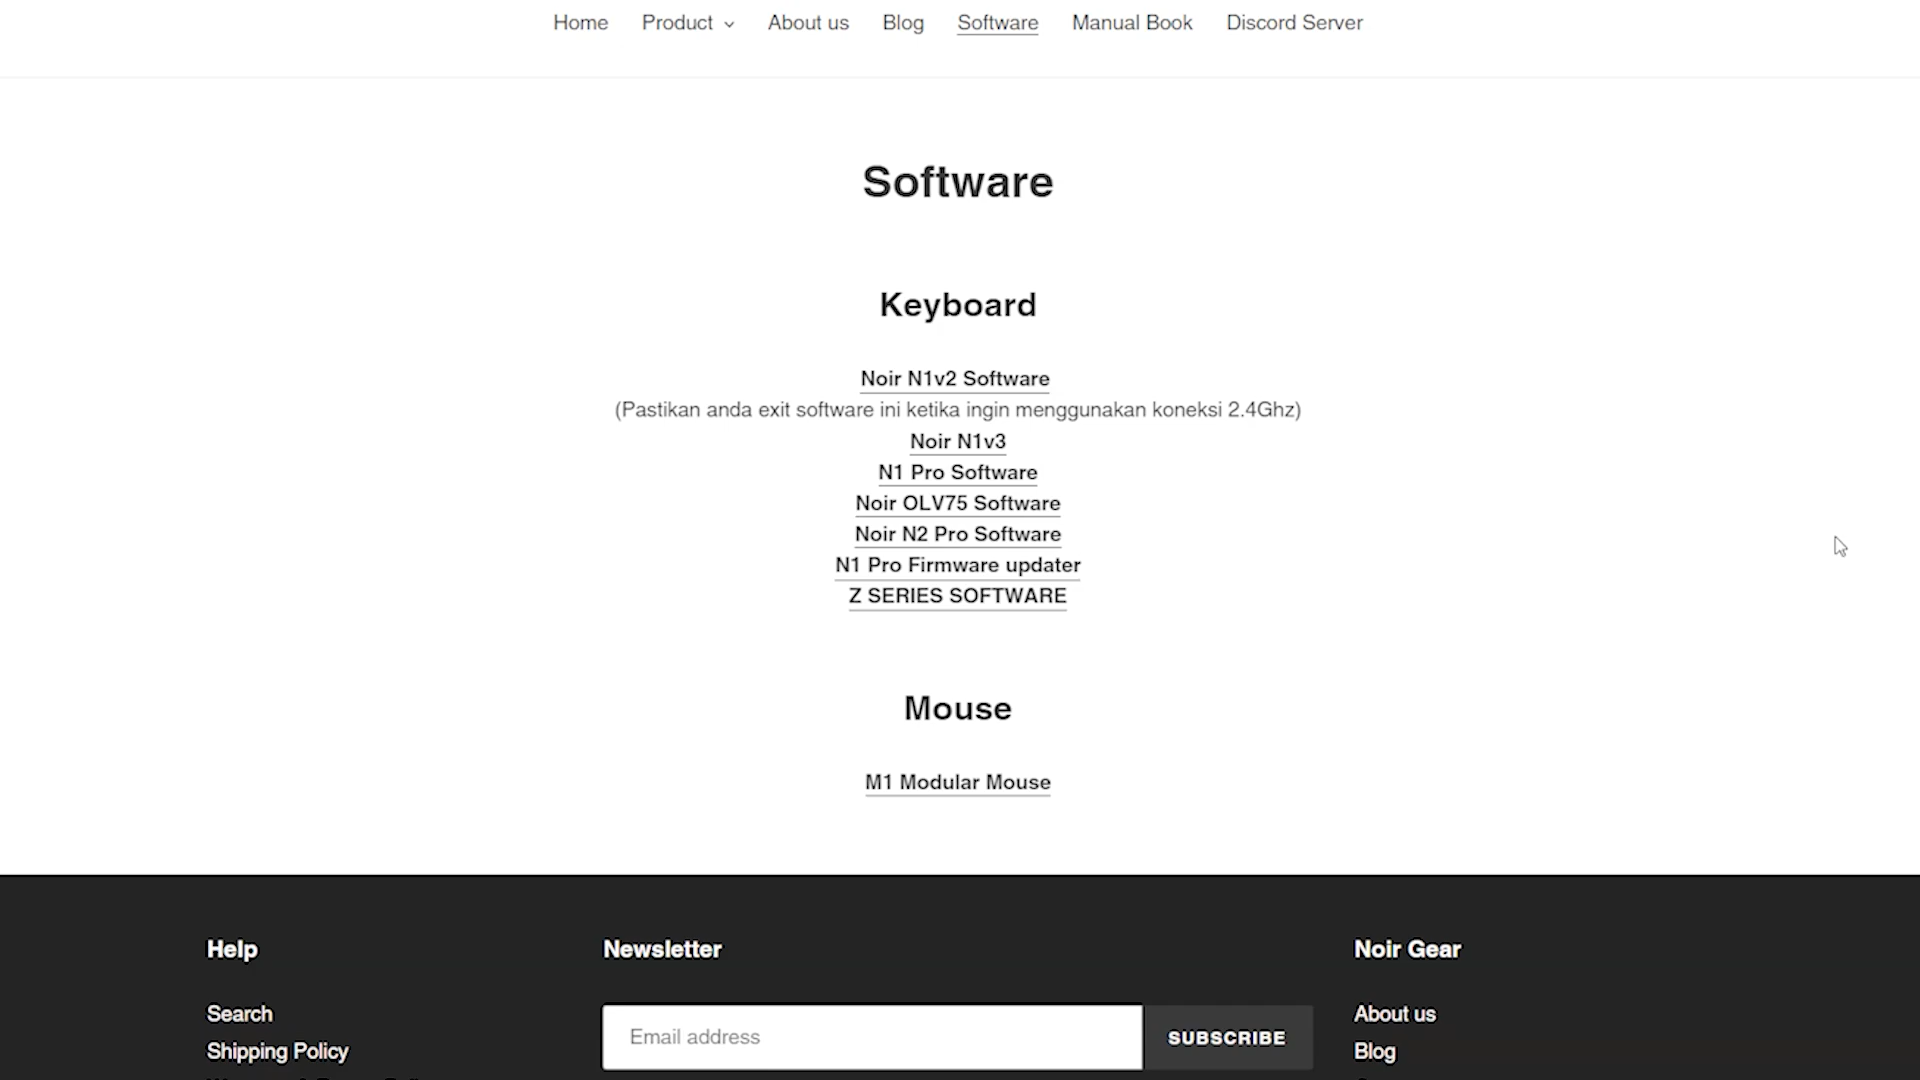 Home Product About us Blog Software Manual Book Discord Server
Software
Keyboard
Noir N1v2 Software
(Pastikan anda exit software ini ketika ingin menggunakan koneksi 2.4Ghz)
Noir N1v3
N1 Pro Software
Noir OLV75 Software
Noir N2 Pro Software
N1 Pro Firmware updater
Z SERIES SOFTWARE
Mouse
M1 Modular Mouse
Help
Search
Shipping Policy
Newsletter
Email address
SUBSCRIBE
Noir Gear
About us
Blog